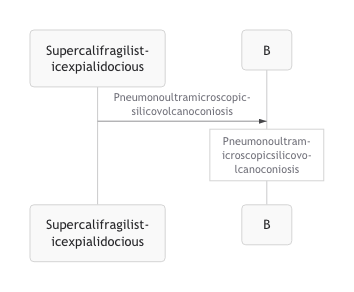 Supercalifragilist-
icexpialidocious
B
Pneumonoultramicroscopic-
silicovolcanoconiosis
Pneumonoultram-
icroscopicsilicovo-
lcanoconiosis
Supercalifragilist-
icexpialidocious
B